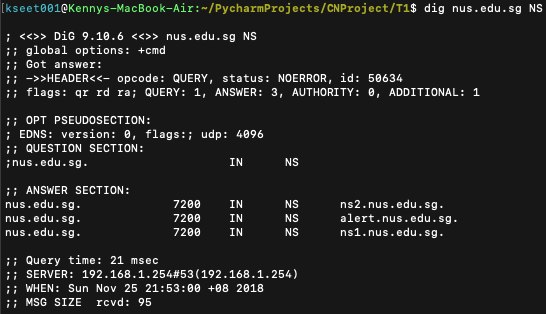 [kseet001@Kennys-MacBook-Air:~/PycharmProjects/CNProject/T1$ dig nus.edu.sg NS
; <<>> DiG 9.10.6 <<>> nus.edu.sg NS
;; global options: +cmd
;; Got answer:
;; ->>HEADER<<- opcode: QUERY, status: NOERROR, id: 50634
;; flags: qr rd ra; QUERY: 1, ANSWER: 3, AUTHORITY: 0, ADDITIONAL: 1
;; OPT PSEUDOSECTION:
; EDNS: version: 0, flags:; udp: 4096
;; QUESTION SECTION:
;nus.edu.sg. IN NS
;; ANSWER SECTION:
nus.edu.sg. 7200 IN NS ns2.nus.edu.sg.
nus.edu.sg. 7200 IN NS alert.nus.edu.sg.
nus.edu.sg. 7200 IN NS ns1.nus.edu.sg.
;; Query time: 21 msec
;; SERVER: 192.168.1.254#53(192.168.1.254)
;; WHEN: Sun Nov 25 21:53:00 +08 2018
;; MSG SIZE rcvd: 95